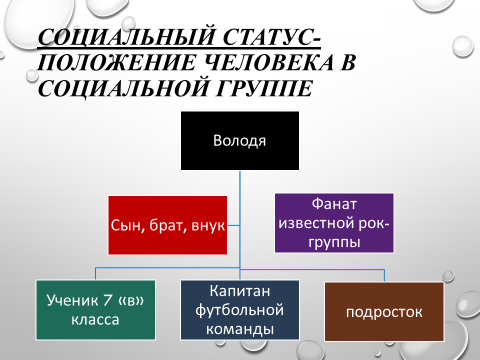 СОЦИАЛЬНЫЙ СТАТУС-
ПОЛОЖЕНИЕ ЧЕЛОВЕКА В
СОЦИАЛЬНОЙ ГРУППЕ
Володя
Сын, брат, внук
Фанат
известной рок-
группы
Ученик 7 «в»
класса
Капитан
футбольной
команды
подросток